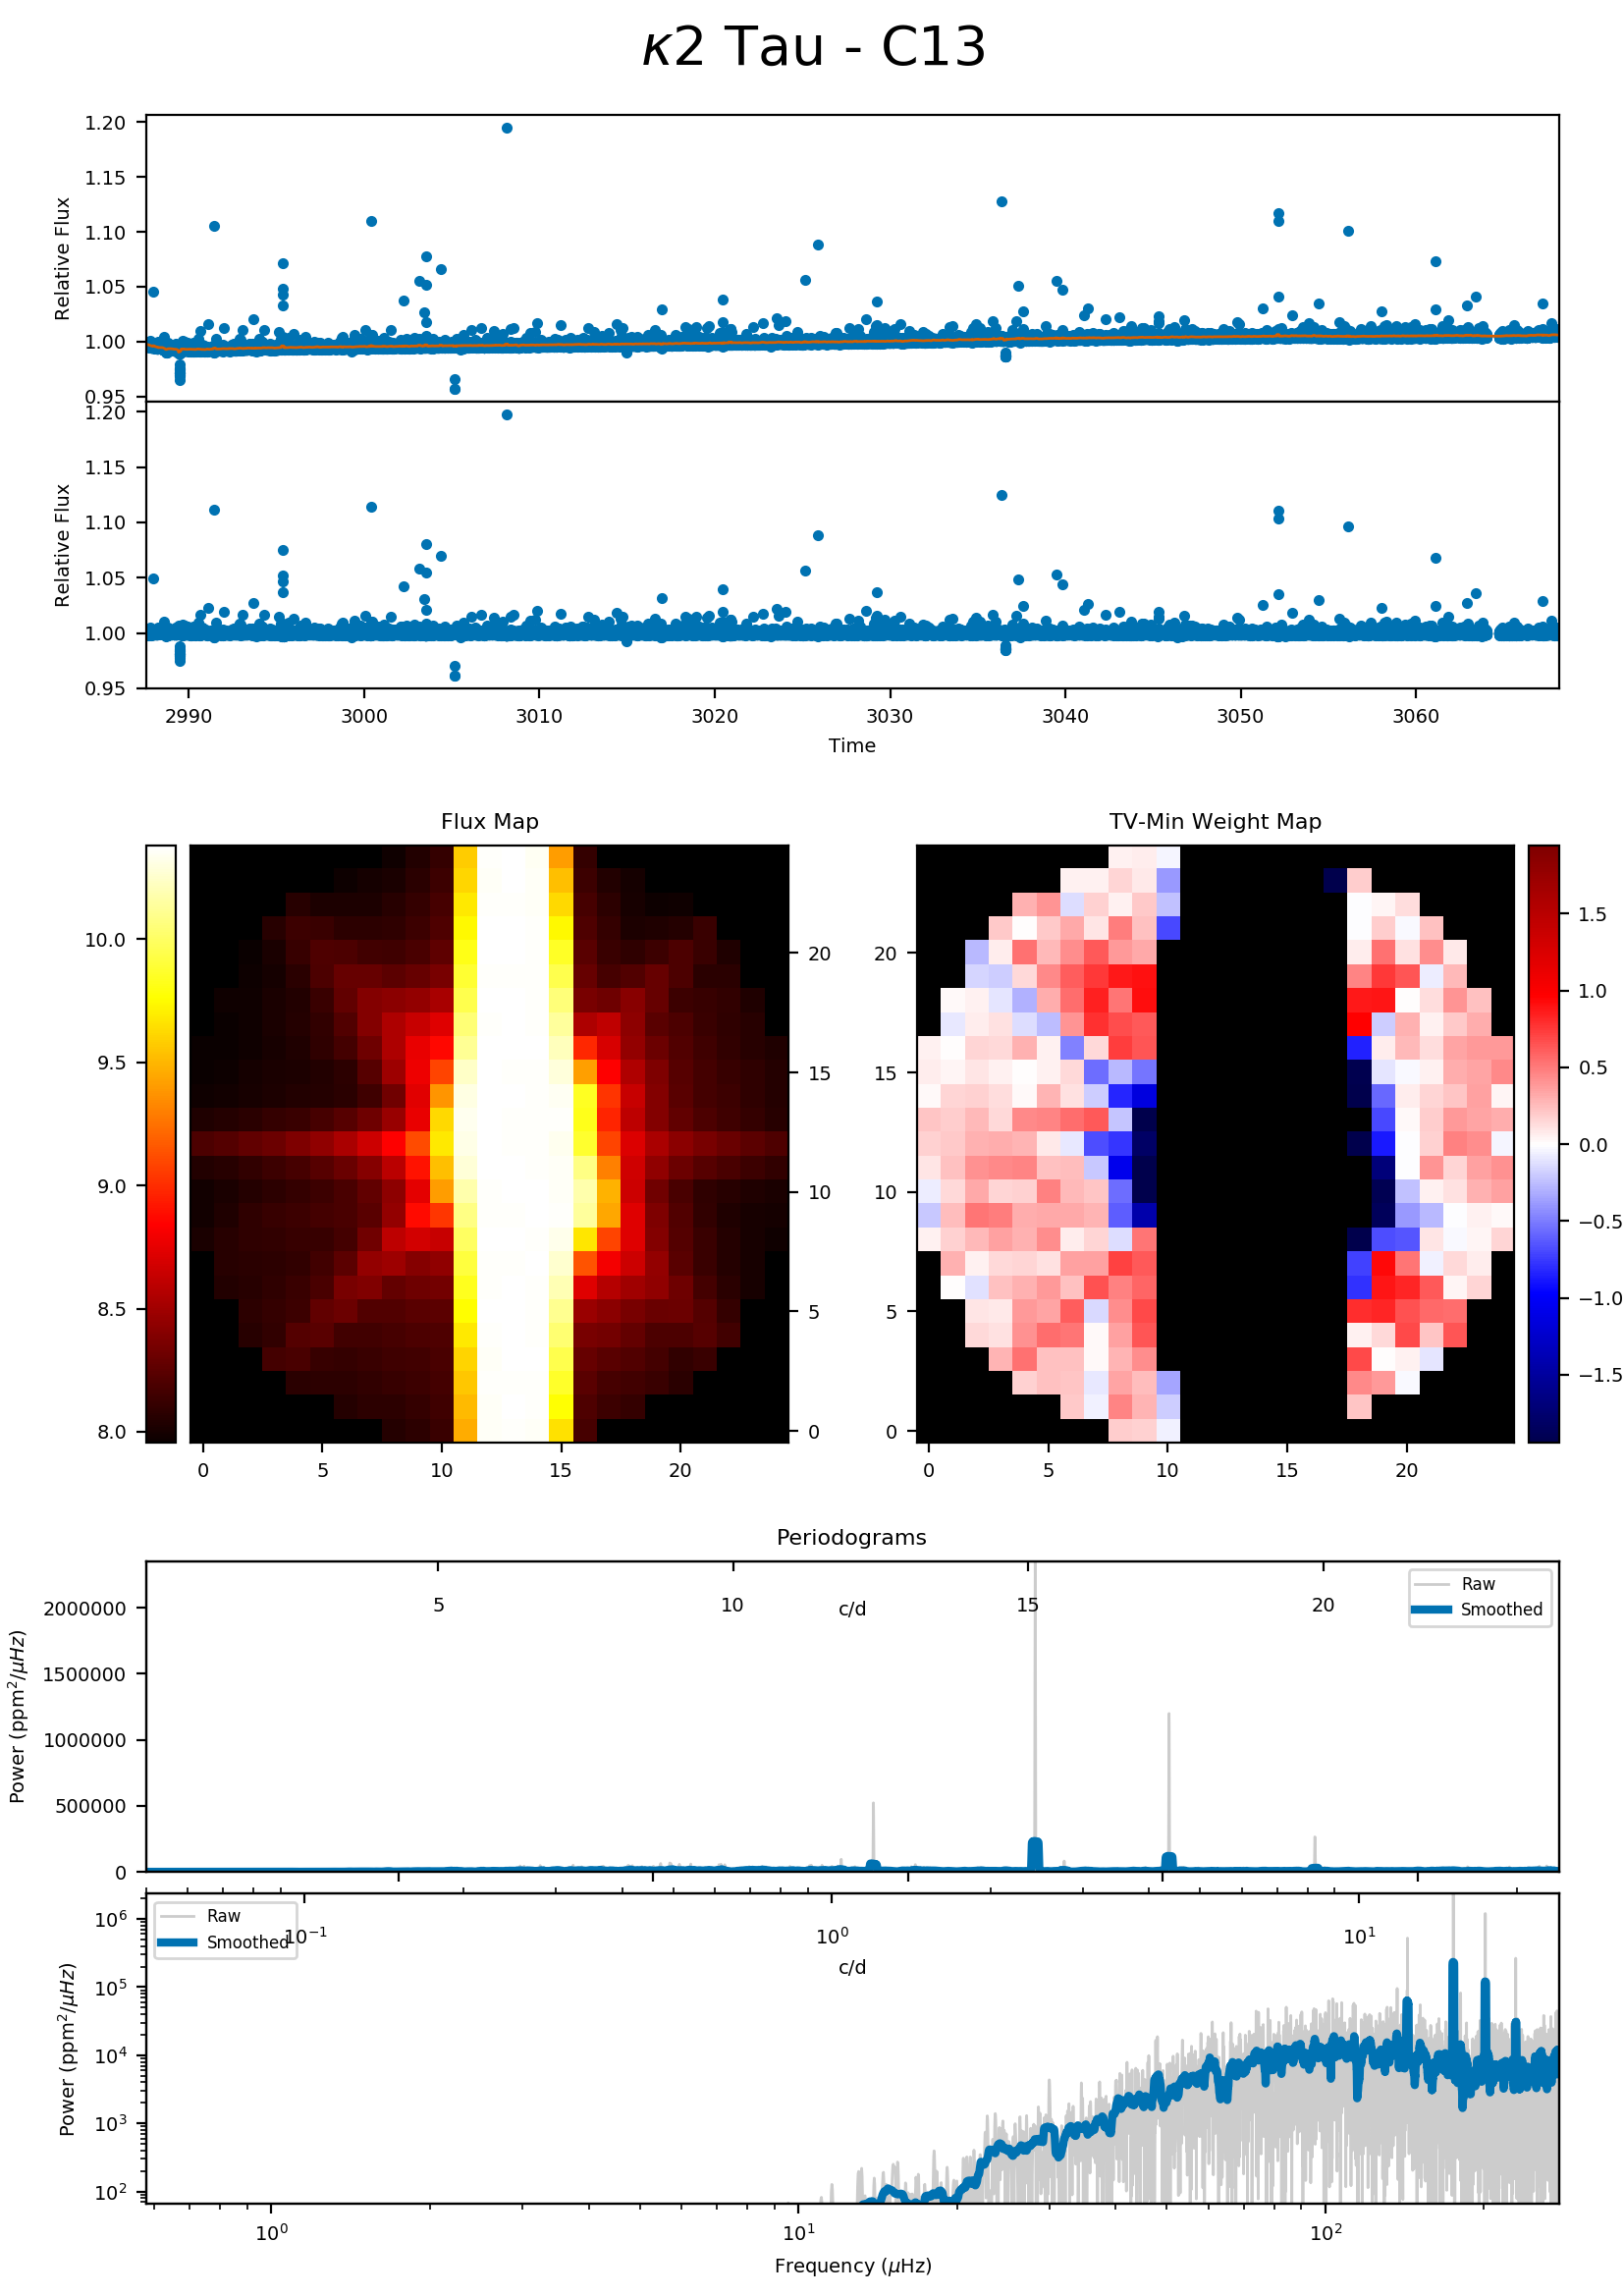 κ2 Tau - C13
1.20
1.15
1.10
1.05
1.00
0.95
Relative Flux
1.20
1.15
1.10
1.05
1.00
0.95
Relative Flux
2990 3000 3010 3020 3030 3040 3050 3060
Time
Flux Map
10.0
9.5
9.0
8.5
8.0
20
15
10
5
0
0 5 10 15 20
TV-Min Weight Map
20
15
10
5
0
0 5 10 15 20
1.5
1.0
0.5
0.0
−0.5
−1.0
−1.5
Periodograms
2000000
1500000
1000000
500000
0
Power (ppm²/μHz)
5 10 15 20
c/d
Raw
Smoothed
Raw
Smoothed
10⁻¹ 10⁰ 10¹
c/d
10⁶
10⁵
10⁴
10³
10²
Power (ppm²/μHz)
10⁰ 10¹ 10²
Frequency (μHz)